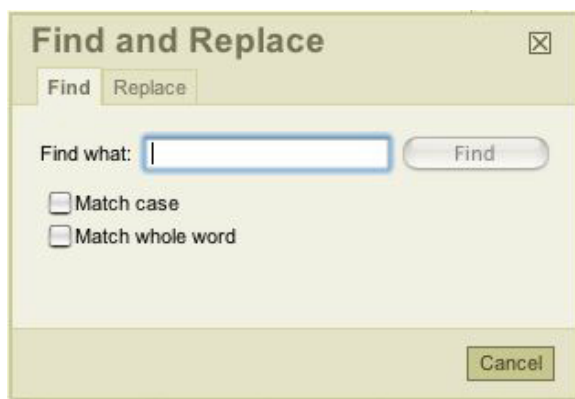 Find and Replace
Find Replace
Find what: Find
Match case
Match whole word
Cancel